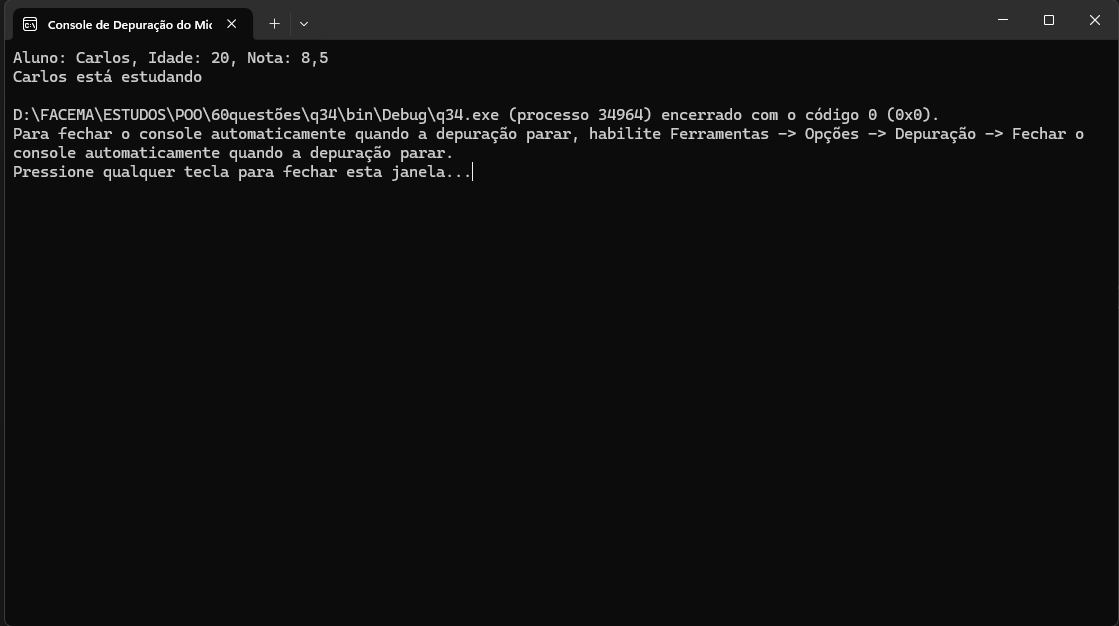 Console de Depuração do Mic
Aluno: Carlos, Idade: 20, Nota: 8,5
Carlos está estudando
D:\FACEMA\ESTUDOS\POO\60questões\q34\bin\Debug\q34.exe (processo 34964) encerrado com o código 0 (0x0).
Para fechar o console automaticamente quando a depuração parar, habilite Ferramentas -> Opções -> Depuração -> Fechar o
console automaticamente quando a depuração parar.
Pressione qualquer tecla para fechar esta janela...